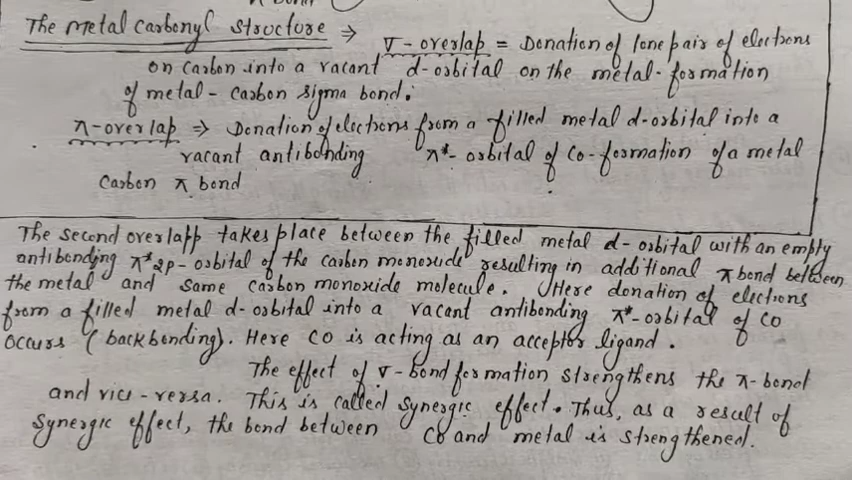 The Metal Carbonyl Structure ⇒ σ-overlap = Donation of lone pair of electrons
on carbon into a vacant d-orbital on the metal-formation
of metal-carbon sigma bond.
π-overlap ⇒ Donation of electrons from a filled metal d-orbital into a
vacant antibonding π*-orbital of Co-formation of a metal
Carbon π bond
The second overlapp takes place between the filled metal d-orbital with an empty
antibonding π*2p-orbital of the carbon monoxide resulting in additional π bond between
the metal and same carbon monoxide molecule. Here donation of electrons
from a filled metal d-orbital into a vacant antibonding π*-orbital of CO
occurs (backbonding). Here CO is acting as an acceptor ligand.
The effect of σ-bond formation strengthens the π-bond
and vice-versa. This is called synergic effect. Thus, as a result of
Synergic effect, the bond between CO and metal is strengthened.